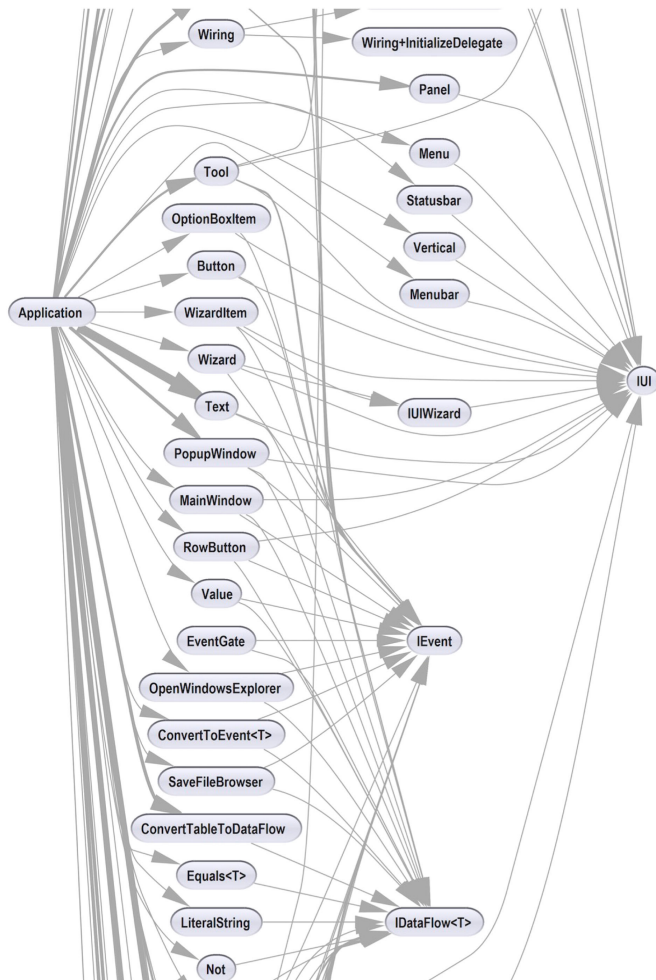 Wiring
Wiring+InitializeDelegate
Panel
Menu
Tool
Statusbar
OptionBoxItem
Vertical
Button
Menubar
Application
WizardItem
Wizard
IUI
Text
IUIWizard
PopupWindow
MainWindow
RowButton
Value
EventGate
IEvent
OpenWindowsExplorer
ConvertToEvent<T>
SaveFileBrowser
ConvertTableToDataFlow
Equals<T>
LiteralString
IDataFlow<T>
Not